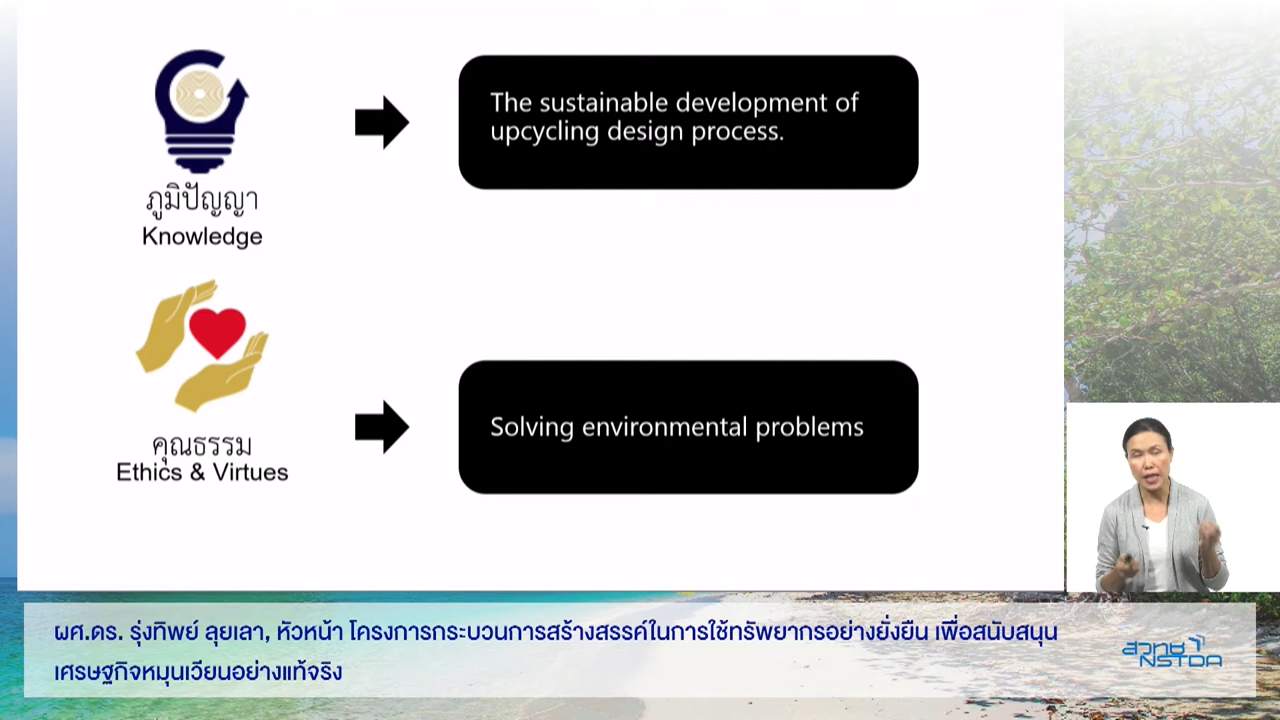 ภูมิปัญญา
Knowledge
The sustainable development of
upcycling design process.
คุณธรรม
Ethics & Virtues
Solving environmental problems
ผศ.ดร. รุ่งทิพย์ ลุยเลา, หัวหน้า โครงการกระบวนการสร้างสรรค์ในการใช้ทรัพยากรอย่างยั่งยืน เพื่อสนับสนุน
เศรษฐกิจหมุนเวียนอย่างแท้จริง
สวทช
NSTDA